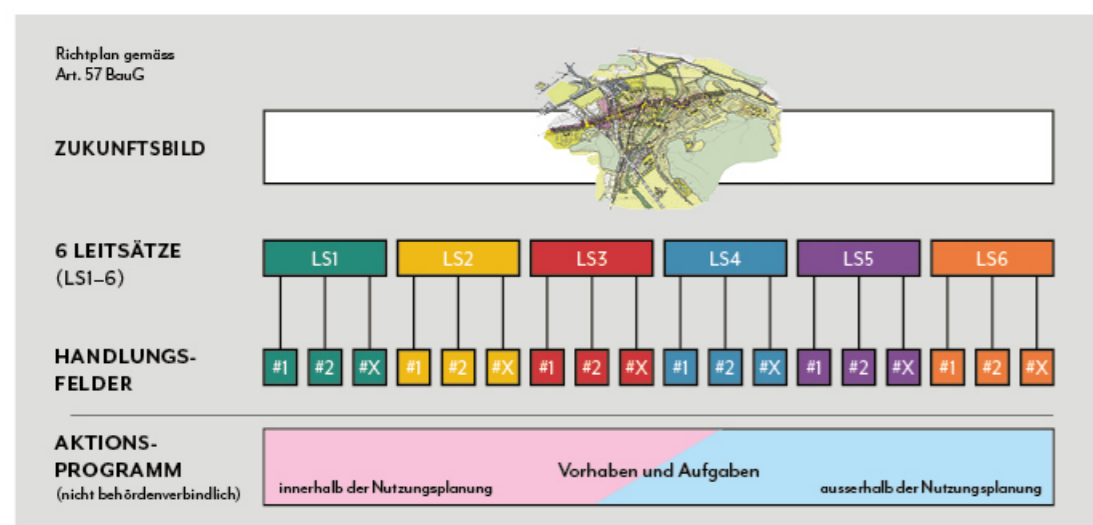 Richtplan gemäss
Art. 57 BauG
ZUKUNFTSBILD
6 LEITSÄTZE
(LS1–6)
LS1 LS2 LS3 LS4 LS5 LS6
HANDLUNGS-
FELDER
#1 #2 #X #1 #2 #X #1 #2 #X #1 #2 #X #1 #2 #X #1 #2 #X
AKTIONS-
PROGRAMM
(nicht behördenverbindlich)
Vorhaben und Aufgaben
innerhalb der Nutzungsplanung
ausserhalb der Nutzungsplanung